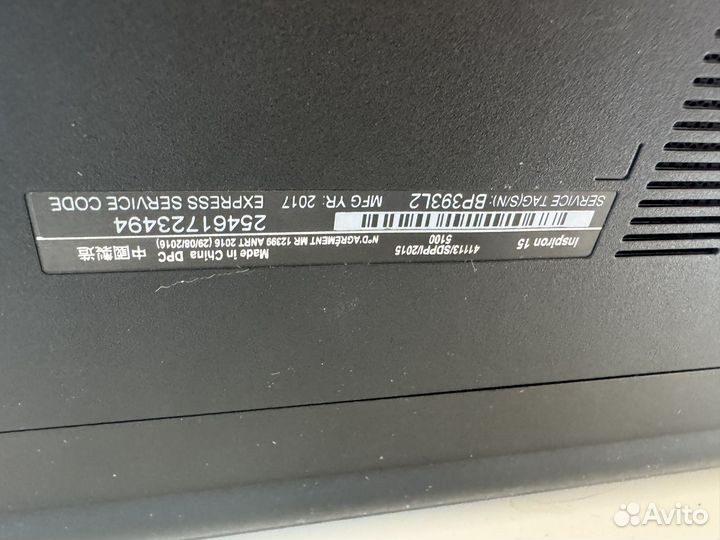 Inspiron 15
41113/SDPPI/2015
5100
N°D'AGRÉMENT MR 12399 ANRT 2016 (29/08/2016)
Made in China DPC 中國製造
25461723494
SERVICE TAG(S/N): BP393L2 MFG YR: 2017 EXPRESS SERVICE CODE
Avito